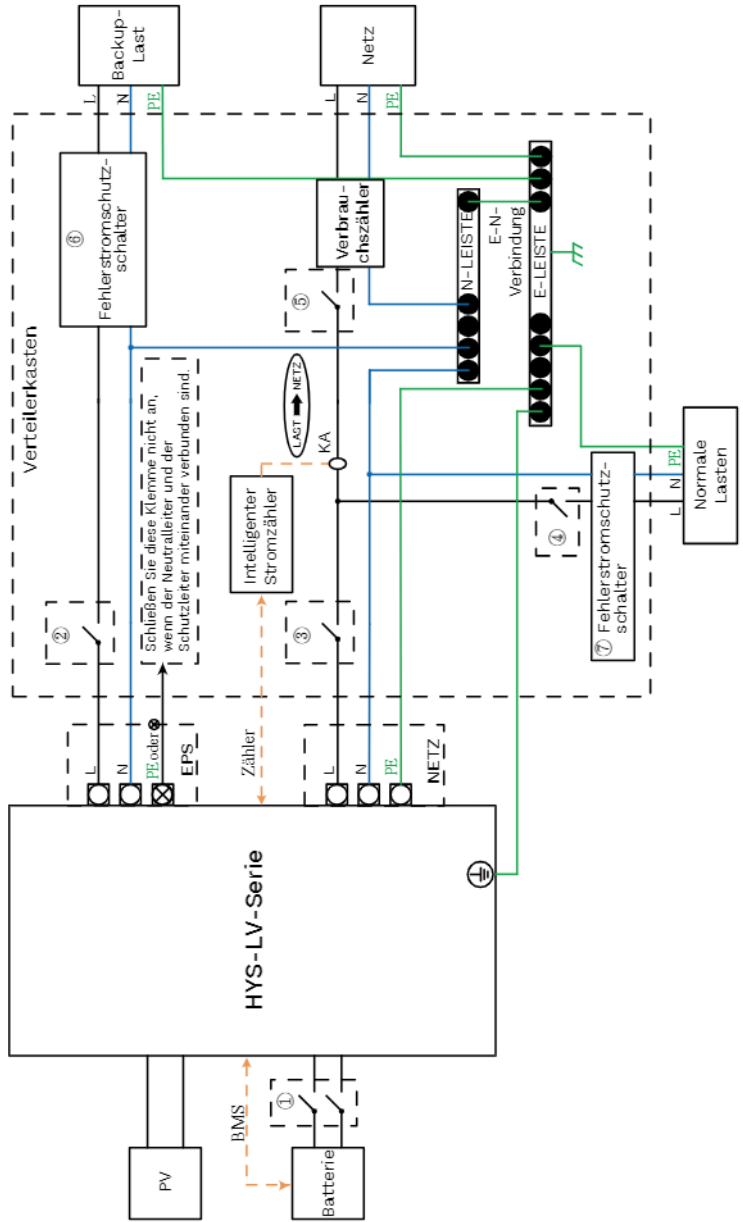 Backup-
Last
L
N
PE
Netz
L
N
PE
Verteilerkasten
⑥
Fehlerstromschutz-
schalter
Verbrau-
chszähler
⑤
N-LEISTE
E-N-
Verbindung
E-LEISTE
LAST
NETZ
KA
Schließen Sie diese Klemme nicht an,
wenn der Neutralleiter und der
Schutzleiter miteinander verbunden sind.
Intelligenter
Stromzähler
②
③
④
⑦ Fehlerstromschutz-
schalter
L
N
PE
Normale
Lasten
L
N
PE oder
EPS
Zähler
L
N
PE
NETZ
HYS-LV-Serie
BMS
①
PV
Batterie